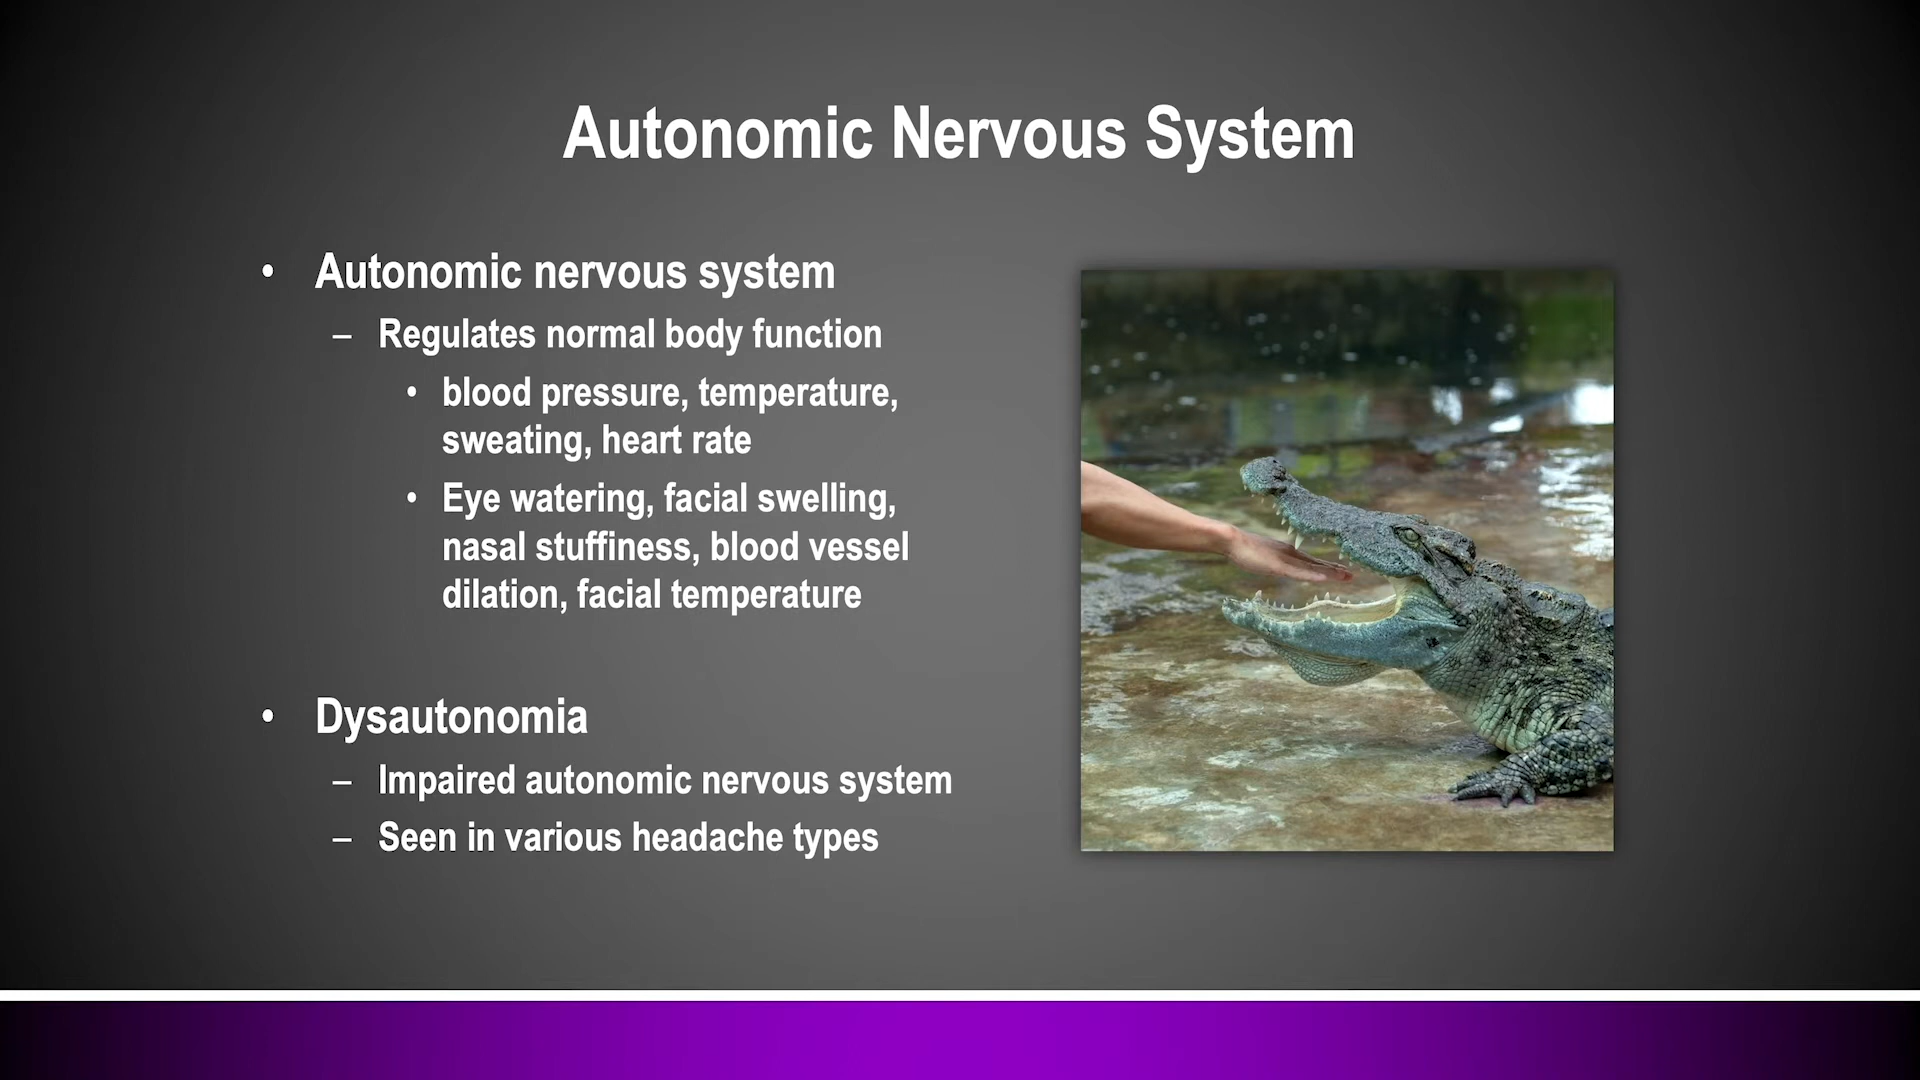 Autonomic Nervous System
• Autonomic nervous system
– Regulates normal body function
• blood pressure, temperature,
sweating, heart rate
• Eye watering, facial swelling,
nasal stuffiness, blood vessel
dilation, facial temperature
• Dysautonomia
– Impaired autonomic nervous system
– Seen in various headache types